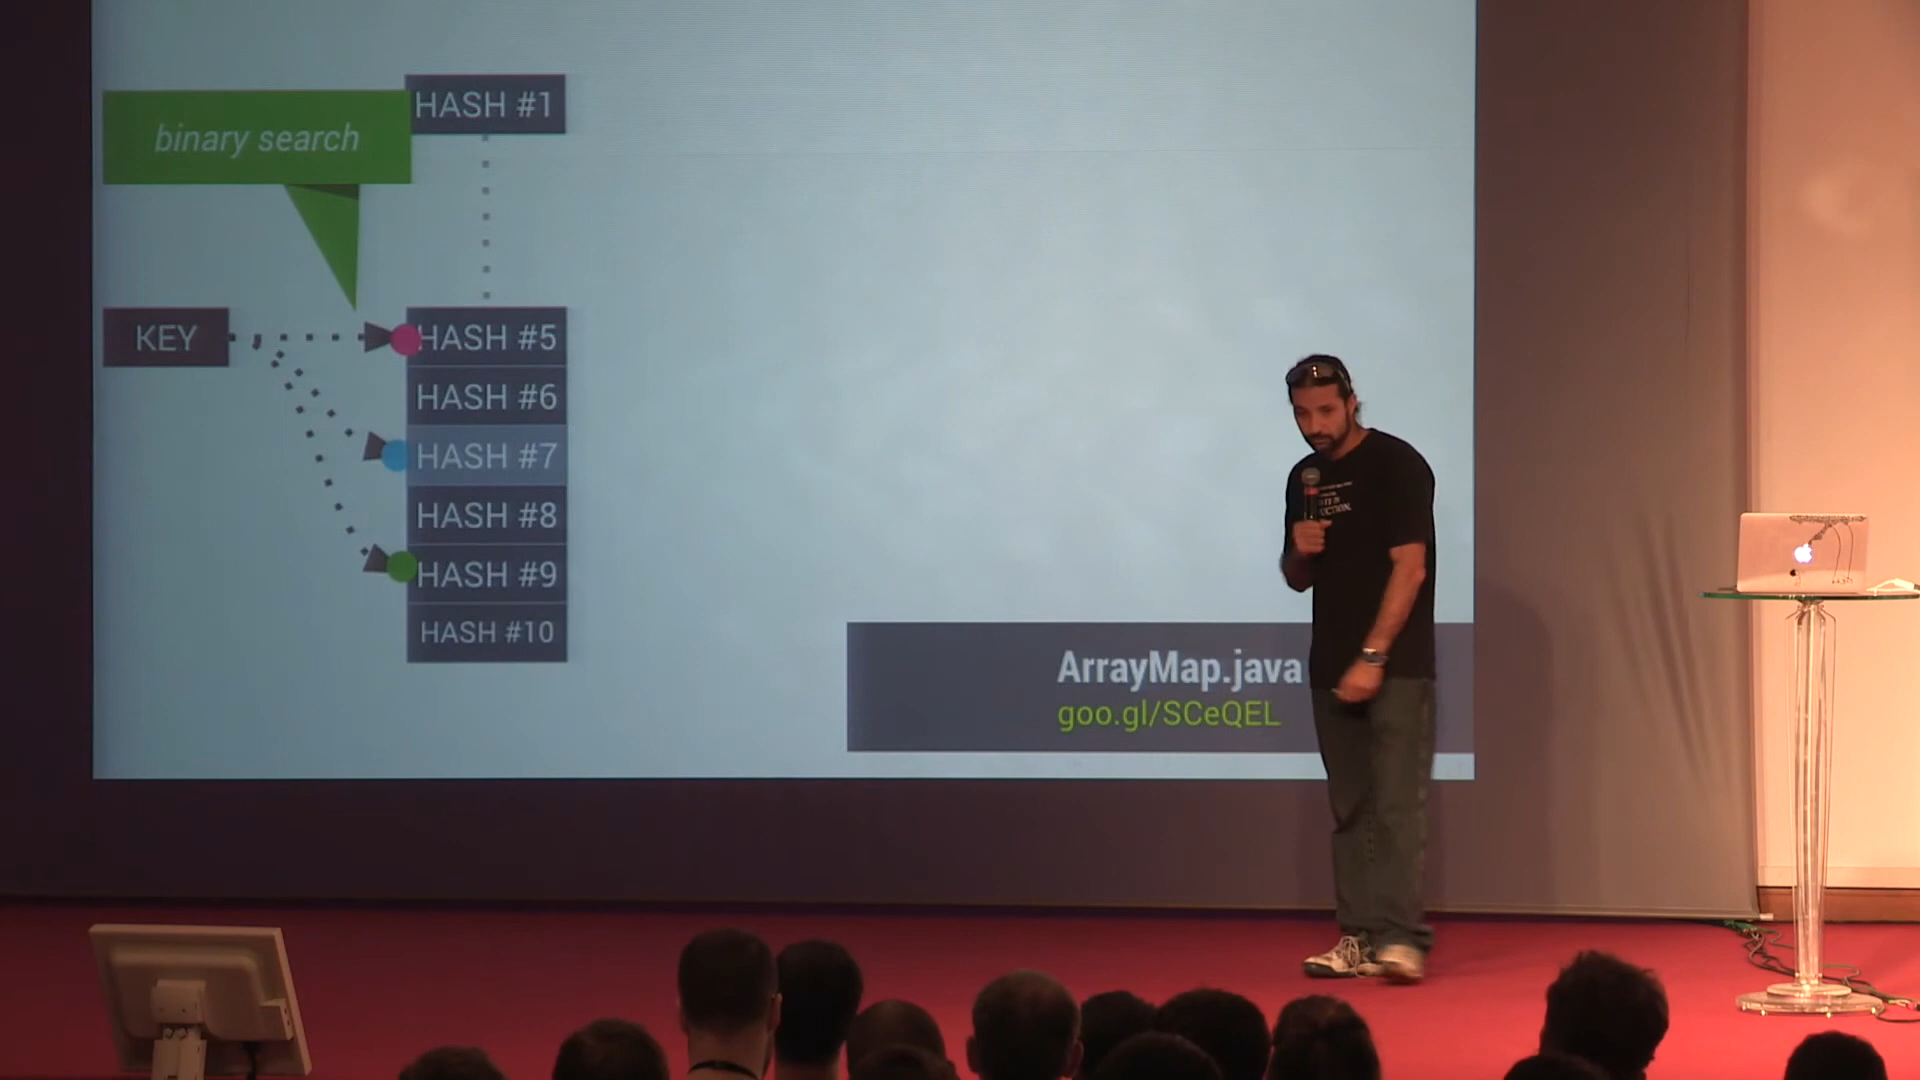 HASH #1
binary search
KEY
HASH #5
HASH #6
HASH #7
HASH #8
HASH #9
HASH #10
ArrayMap.java
goo.gl/SCeQEL